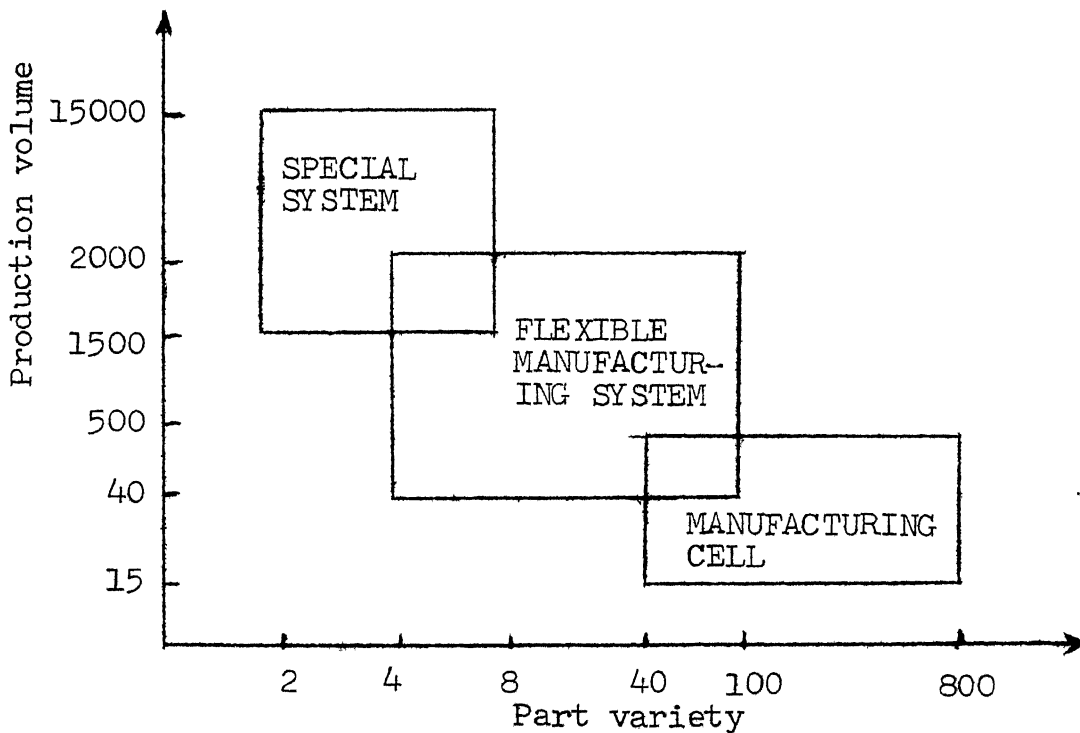 Production volume
15000
2000
1500
500
40
15
SPECIAL
SYSTEM
FLEXIBLE
MANUFACTUR-
ING SYSTEM
MANUFACTURING
CELL
2 4 8 40 100 800
Part variety